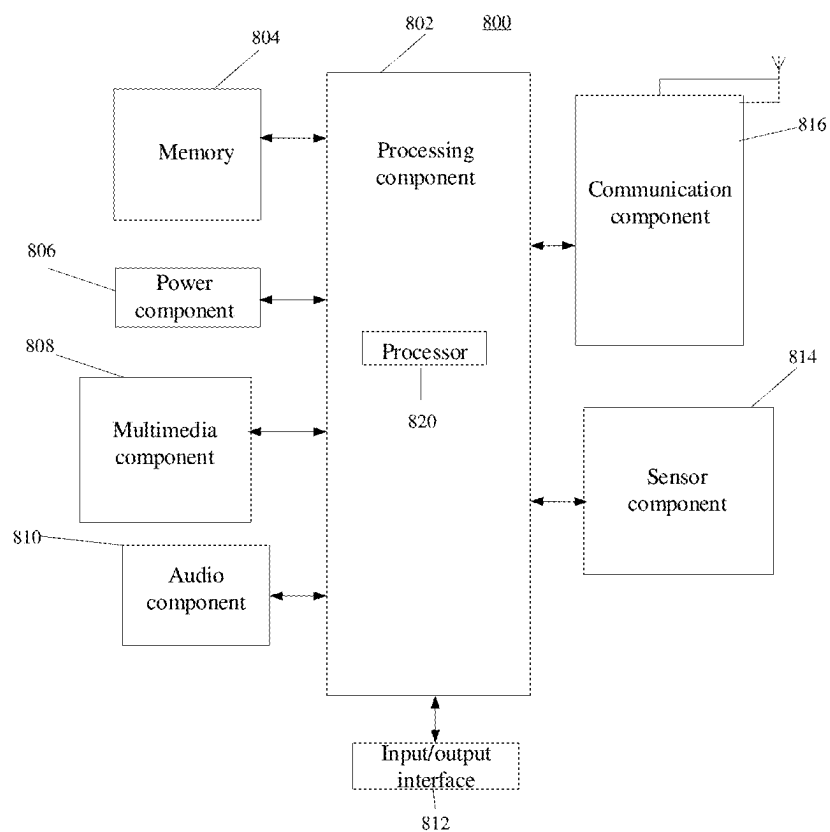 802
800
804
Memory
Processing
component
816
Communication
component
806
Power
component
Processor
820
808
Multimedia
component
814
Sensor
component
810
Audio
component
Input/output
interface
812